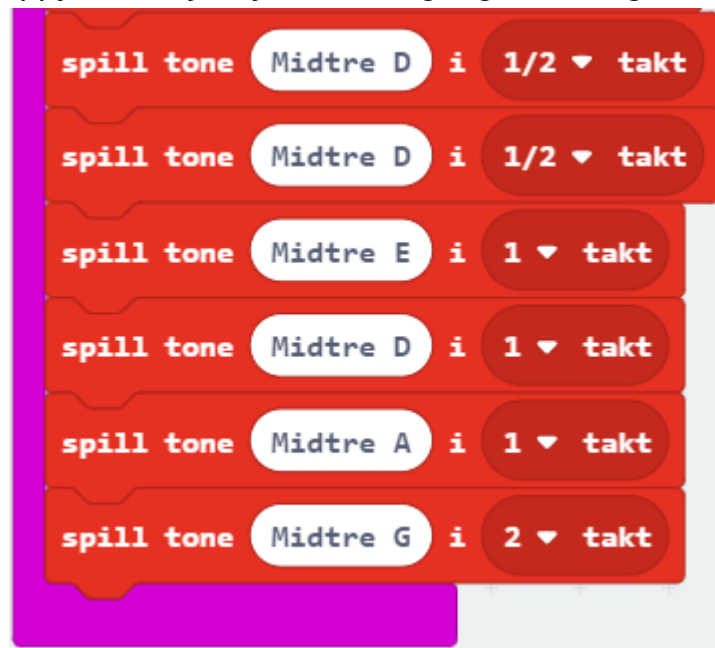 spill tone Midtre D i 1/2 takt
spill tone Midtre D i 1/2 takt
spill tone Midtre E i 1 takt
spill tone Midtre D i 1 takt
spill tone Midtre A i 1 takt
spill tone Midtre G i 2 takt